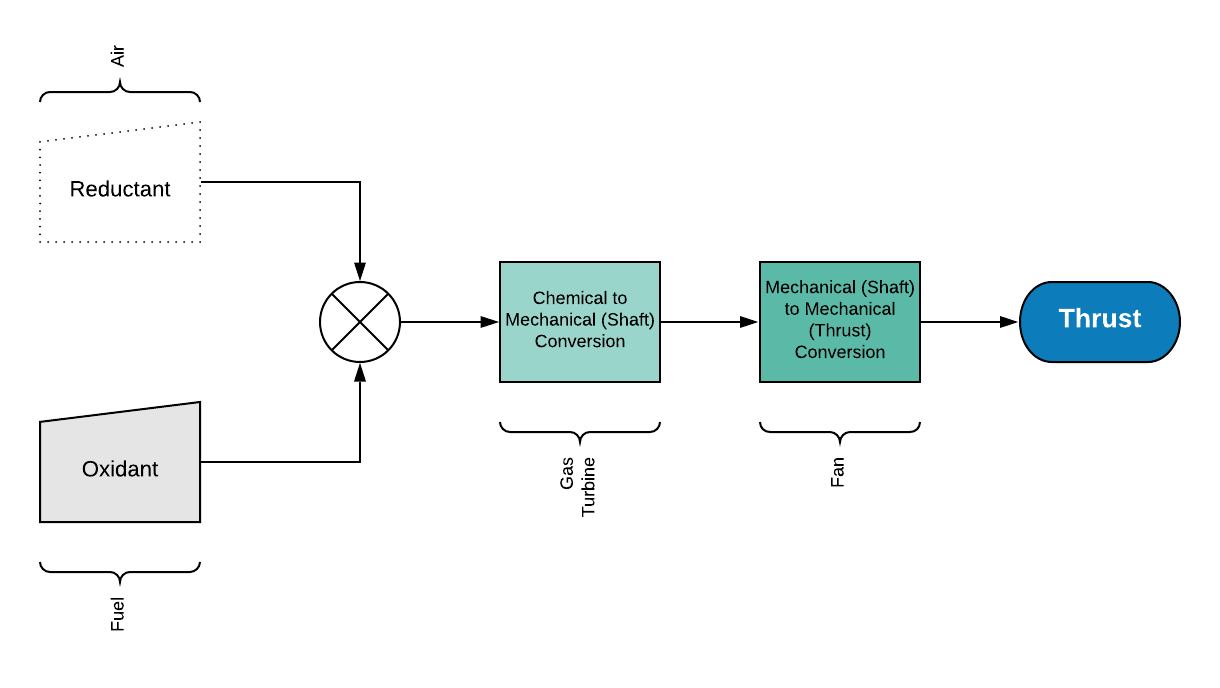 Air
Reductant
Oxidant
Fuel
Chemical to
Mechanical (Shaft)
Conversion
Gas
Turbine
Mechanical (Shaft)
to Mechanical
(Thrust)
Conversion
Fan
Thrust